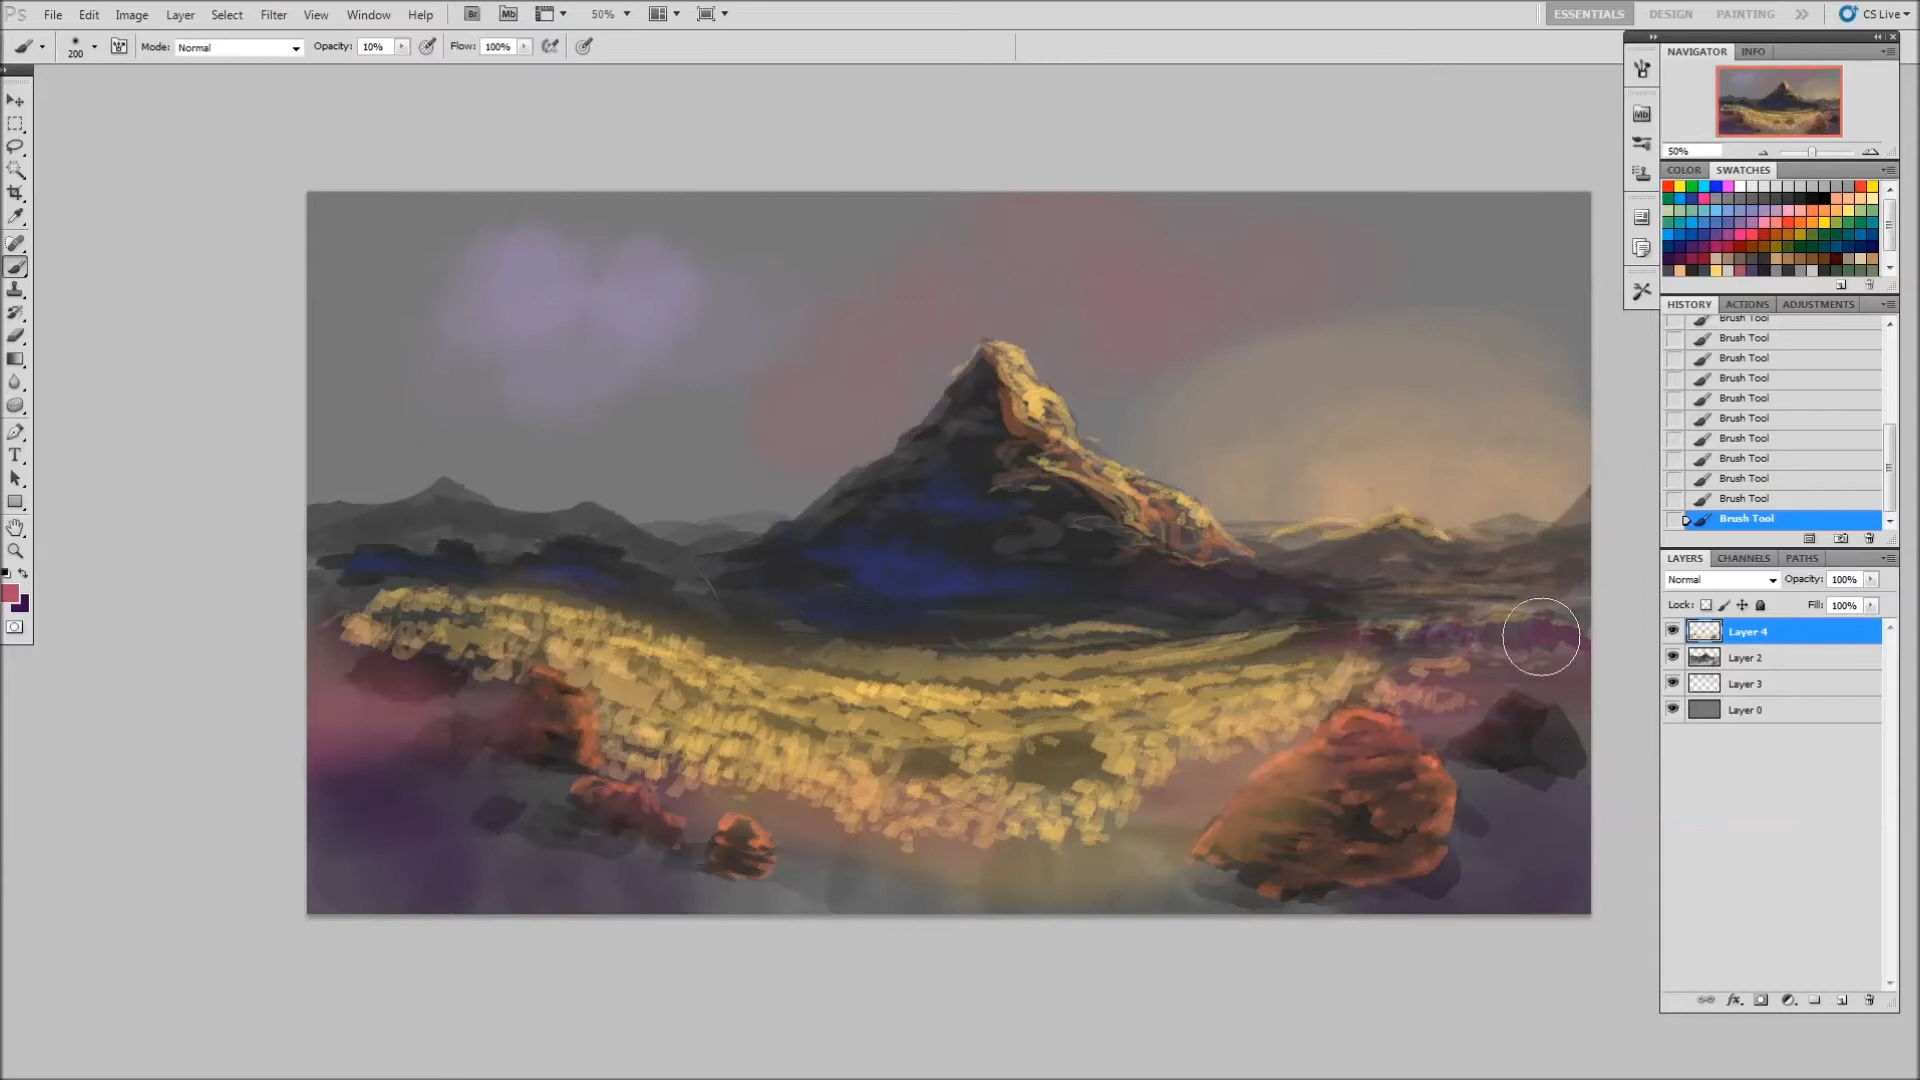 Ps File Edit Image Layer Select Filter View Window Help Br Mb 50% ESSENTIALS DESIGN PAINTING CS Live
200 Mode: Normal Opacity: 10% Flow: 100%
NAVIGATOR INFO
Mb
50%
COLOR SWATCHES
HISTORY ACTIONS ADJUSTMENTS
Brush Tool
Brush Tool
Brush Tool
Brush Tool
Brush Tool
Brush Tool
Brush Tool
Brush Tool
Brush Tool
Brush Tool
Brush Tool
LAYERS CHANNELS PATHS
Normal Opacity: 100%
Lock: Fill: 100%
Layer 4
Layer 2
Layer 3
Layer 0
T
fx